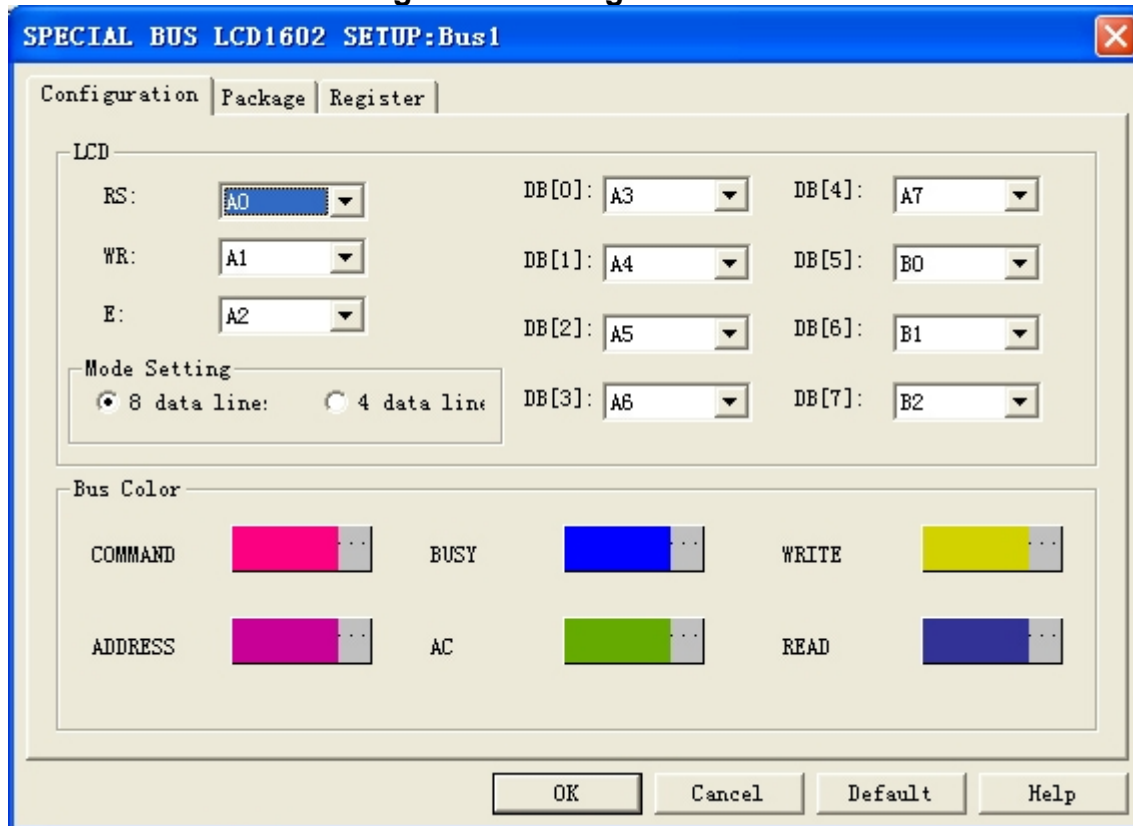 SPECIAL BUS LCD1602 SETUP:Bus1
Configuration Package Register
LCD
RS: A0 DB[0]: A3 DB[4]: A7
WR: A1 DB[1]: A4 DB[5]: B0
E: A2 DB[2]: A5 DB[6]: B1
Mode Setting
8 data line: 4 data line DB[3]: A6 DB[7]: B2
Bus Color
COMMAND ... BUSY ... WRITE ...
ADDRESS ... AC ... READ ...
OK Cancel Default Help